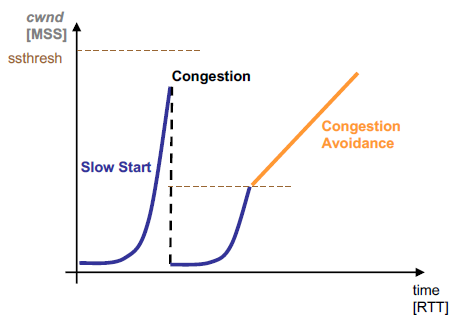 cwnd
[MSS]
ssthresh
Congestion
Congestion
Avoidance
Slow Start
time
[RTT]